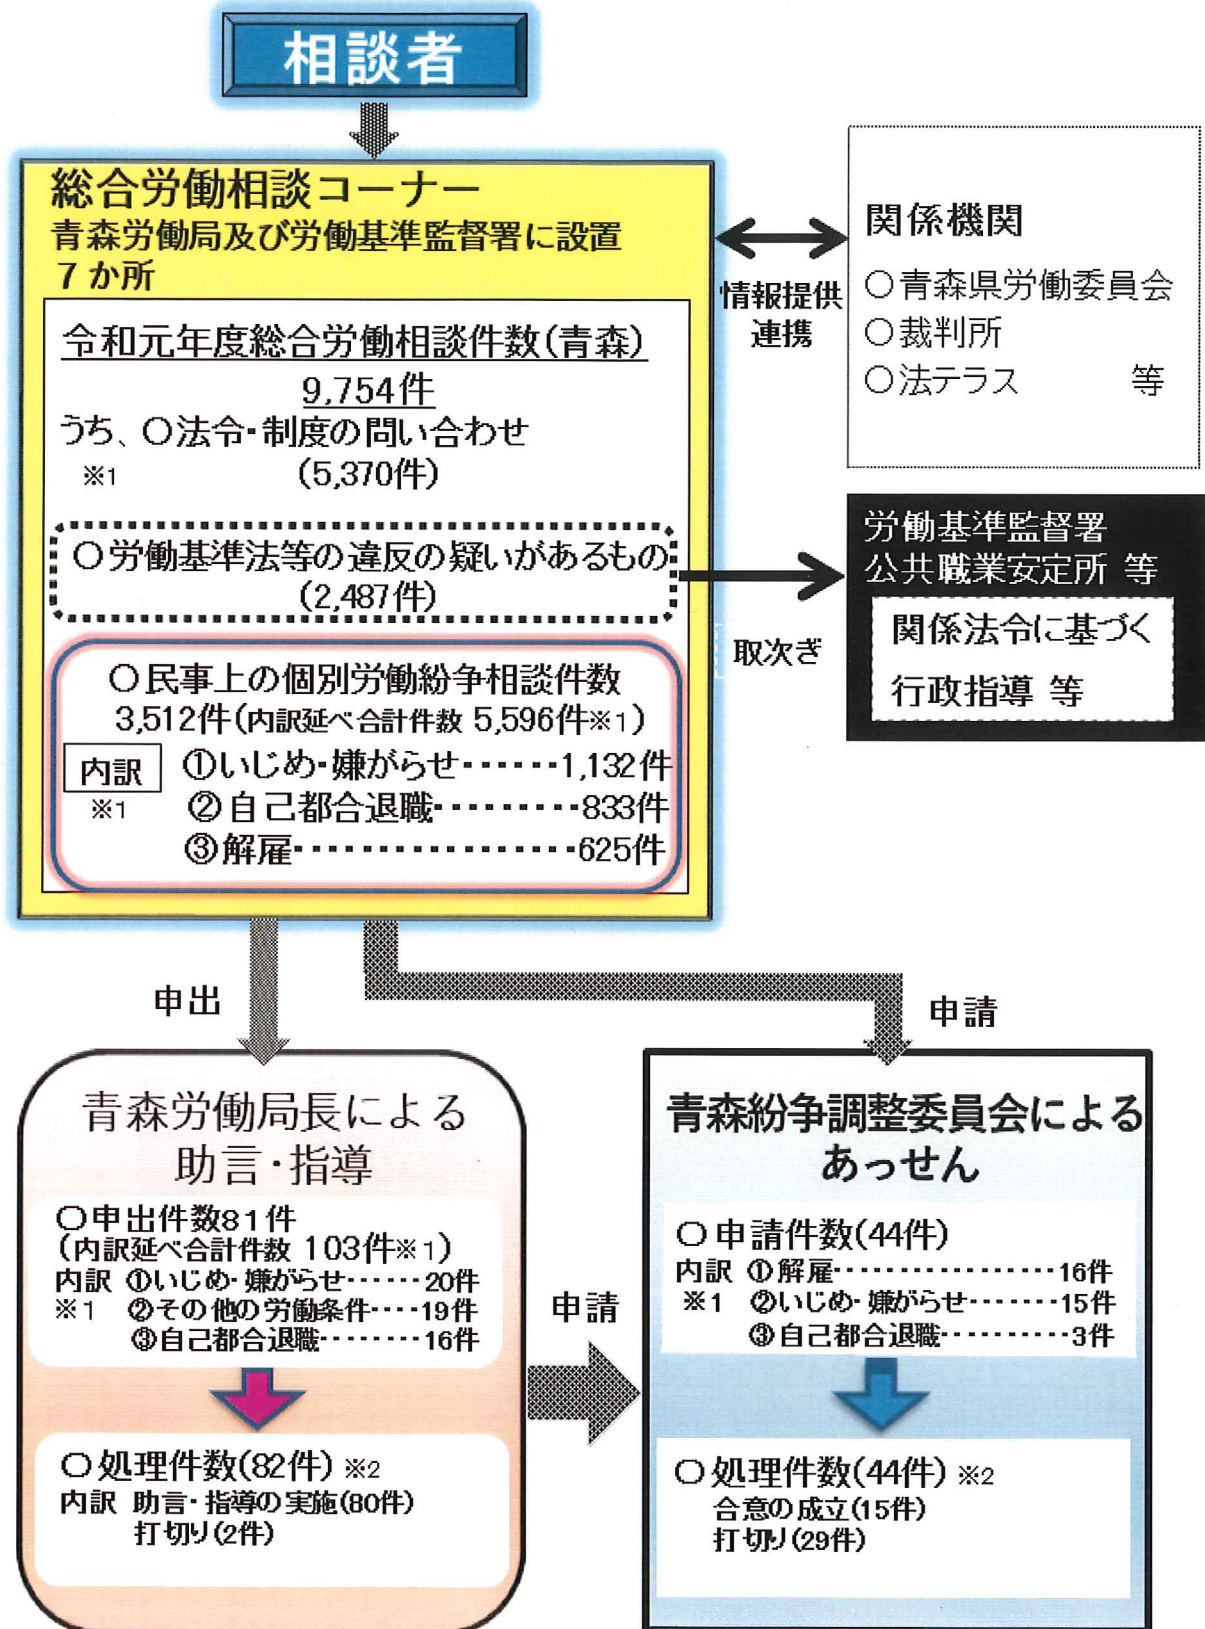 相談者
総合労働相談コーナー
青森労働局及び労働基準監督署に設置
7か所
令和元年度総合労働相談件数(青森)
9,754件
うち、○法令・制度の問い合わせ
※1 (5,370件)
○労働基準法等の違反の疑いがあるもの
(2,487件)
○民事上の個別労働紛争相談件数
3,512件(内訳延べ合計件数 5,596件※1)
内訳 ①いじめ・嫌がらせ・・・・・・1,132件
※1 ②自己都合退職・・・・・・・・・833件
③解雇・・・・・・・・・・・・・・・・・625件
情報提供
連携
関係機関
○青森県労働委員会
○裁判所
○法テラス 等
取次ぎ
労働基準監督署
公共職業安定所 等
関係法令に基づく
行政指導 等
申出
申請
青森労働局長による
助言・指導
○申出件数81件
(内訳延べ合計件数 103件※1)
内訳 ①いじめ・嫌がらせ・・・・・・20件
※1 ②その他の労働条件・・・・19件
③自己都合退職・・・・・・・・16件
○処理件数(82件) ※2
内訳 助言・指導の実施(80件)
打切り(2件)
申請
青森紛争調整委員会による
あっせん
○申請件数(44件)
内訳 ①解雇・・・・・・・・・・・・・・・・16件
※1 ②いじめ・嫌がらせ・・・・・・・15件
③自己都合退職・・・・・・・・・・3件
○処理件数(44件) ※2
合意の成立(15件)
打切り(29件)